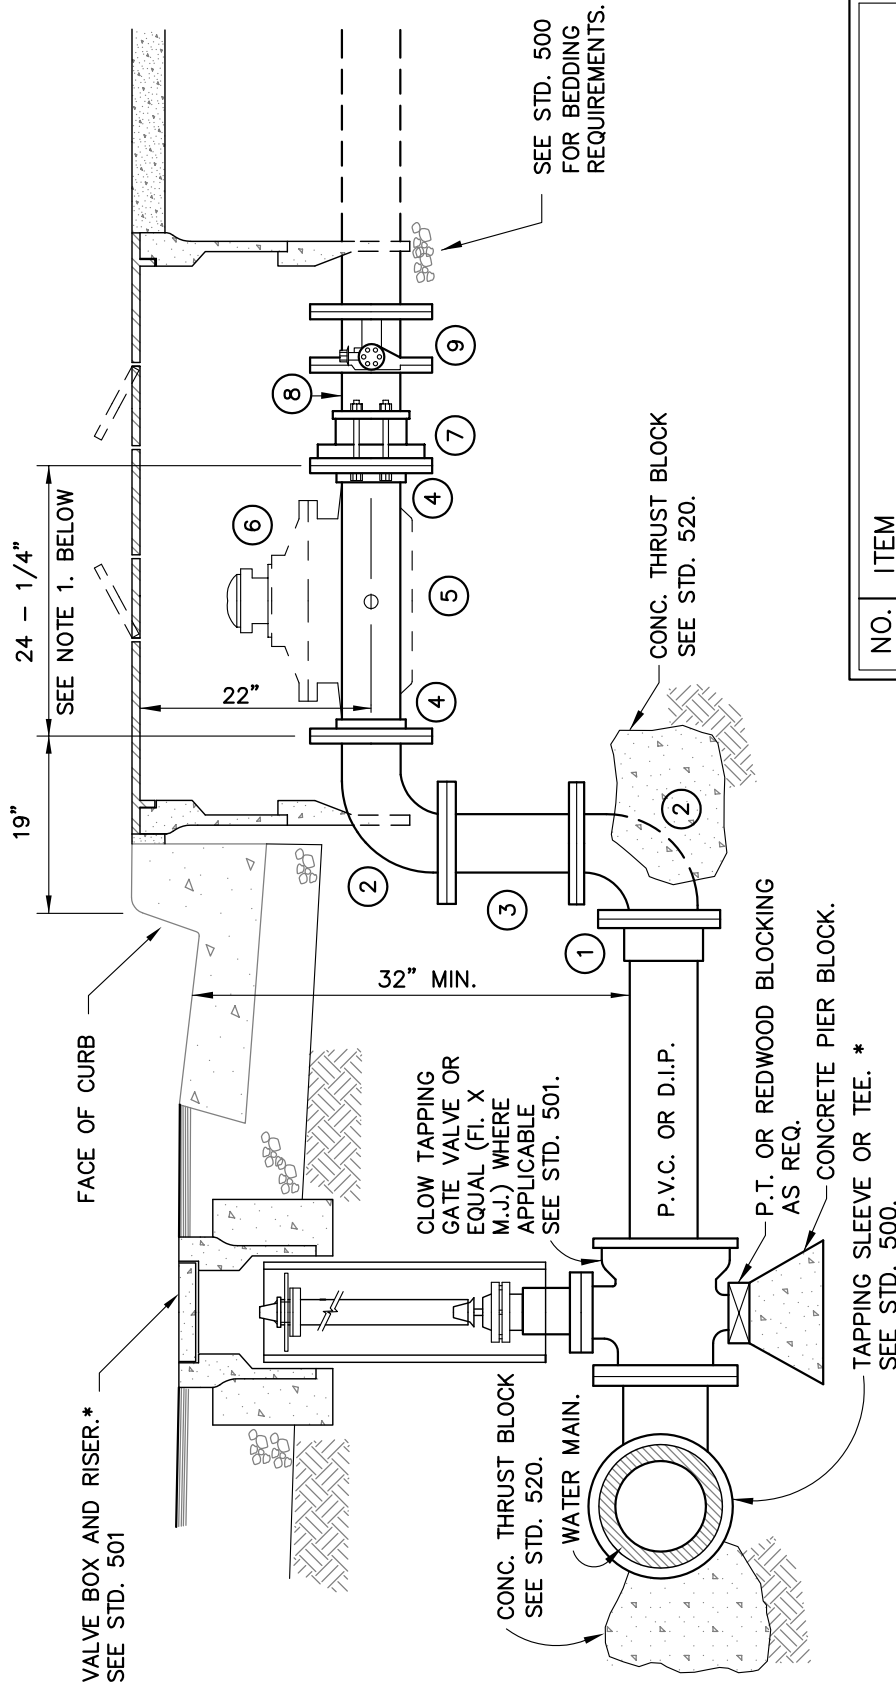 VALVE BOX AND RISER.*
SEE STD. 501
FACE OF CURB
19"
24 - 1/4"
SEE NOTE 1. BELOW
22"
32" MIN.
6
8
4
5
4
7
9
2
3
1
2
SEE STD. 500
FOR BEDDING
REQUIREMENTS.
CONC. THRUST BLOCK
SEE STD. 520.
CLOW TAPPING
GATE VALVE OR
EQUAL (Fl. X
M.J.) WHERE
APPLICABLE
SEE STD. 501.
P.V.C. OR D.I.P.
CONC. THRUST BLOCK
SEE STD. 520.
WATER MAIN.
P.T. OR REDWOOD BLOCKING
AS REQ.
CONCRETE PIER BLOCK.
TAPPING SLEEVE OR TEE. *
SEE STD. 500.
NO. ITEM